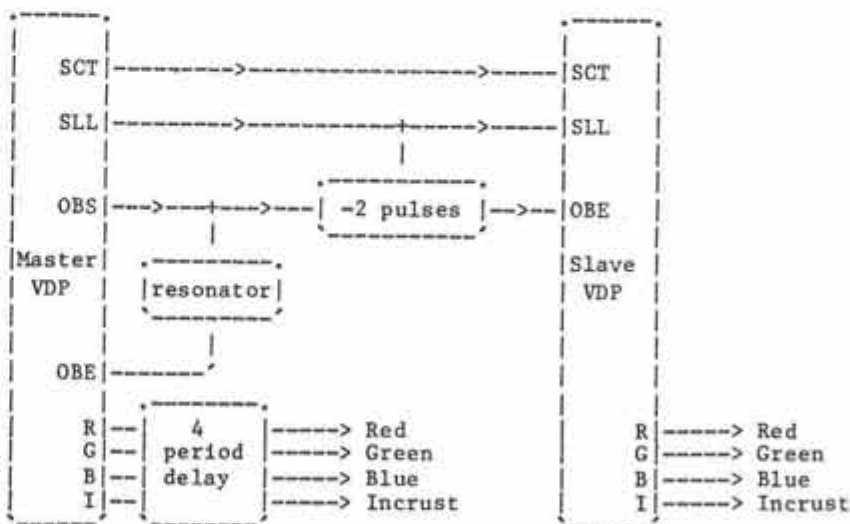 SCT SCT
SLL SLL
OBS -2 pulses OBE
Master Slave
VDP resonator VDP
OBE
R 4 Red R Red
G period Green G Green
B delay Blue B Blue
I Incrust I Incrust